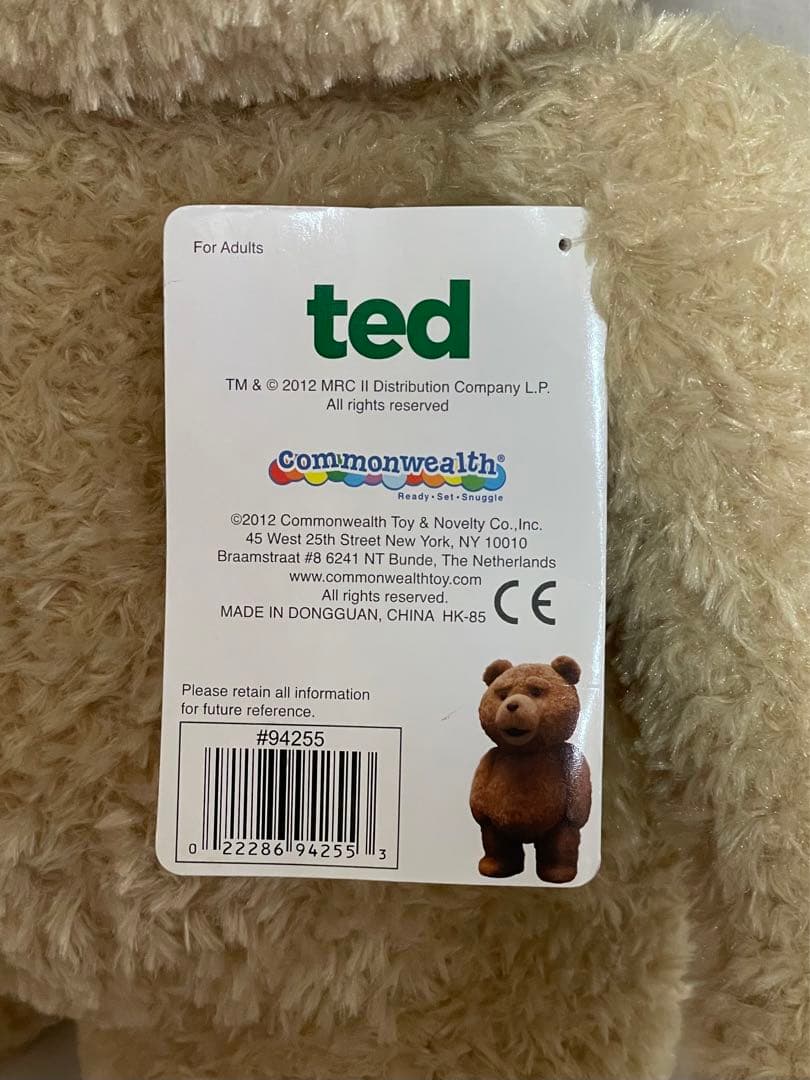 For Adults
ted
TM & © 2012 MRC II Distribution Company L.P.
All rights reserved
commonwealth®
Ready • Set • Snuggle
©2012 Commonwealth Toy & Novelty Co.,Inc.
45 West 25th Street New York, NY 10010
Braamstraat #8 6241 NT Bunde, The Netherlands
www.commonwealthtoy.com
All rights reserved.
MADE IN DONGGUAN, CHINA HK-85
CE
Please retain all information
for future reference.
#94255
0 22286 94255 3